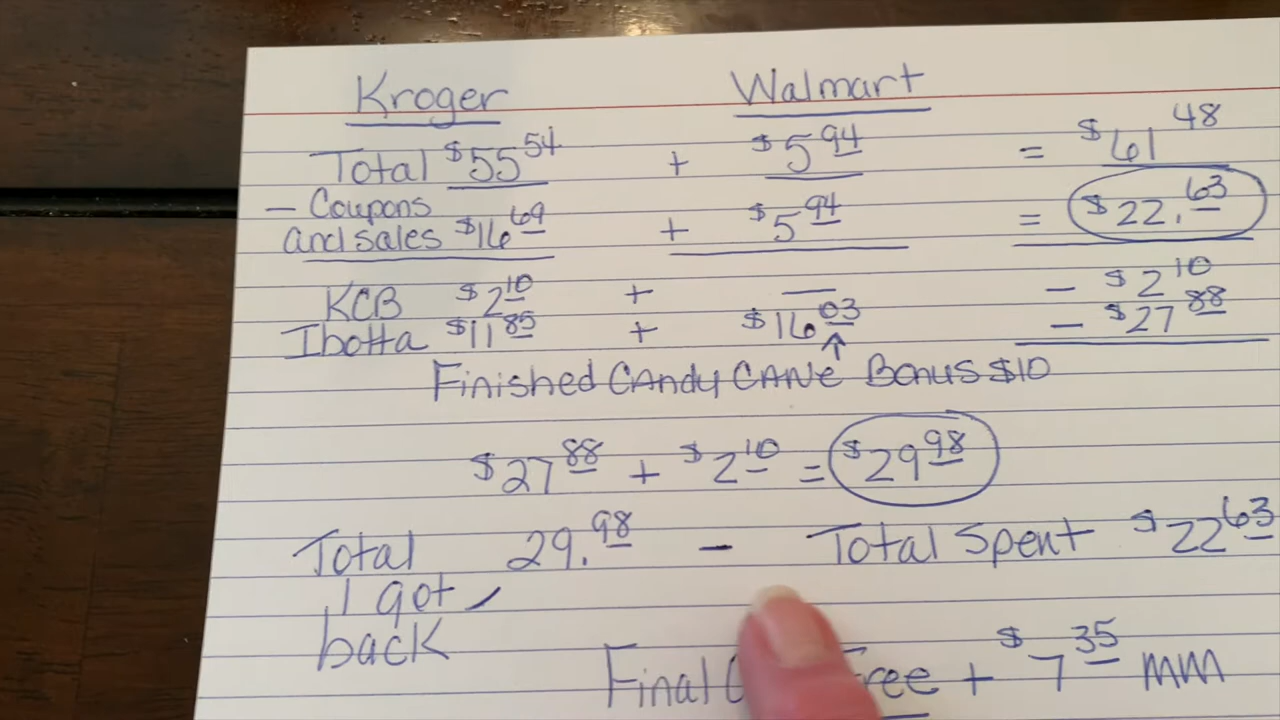 Kroger Walmart
Total $55.54 + $5.94 = $61.48
- Coupons
and sales $16.69 + $5.94 = $22.63
KCB $2.10 + — - $2.10
Ibotta $11.85 + $16.03 - $27.88
↑
Finished Candy Cane Bonus $10
$27.88 + $2.10 = $29.98
Total 29.98 - Total Spent $22.63
I got
back
Final Free + $7.35 mm